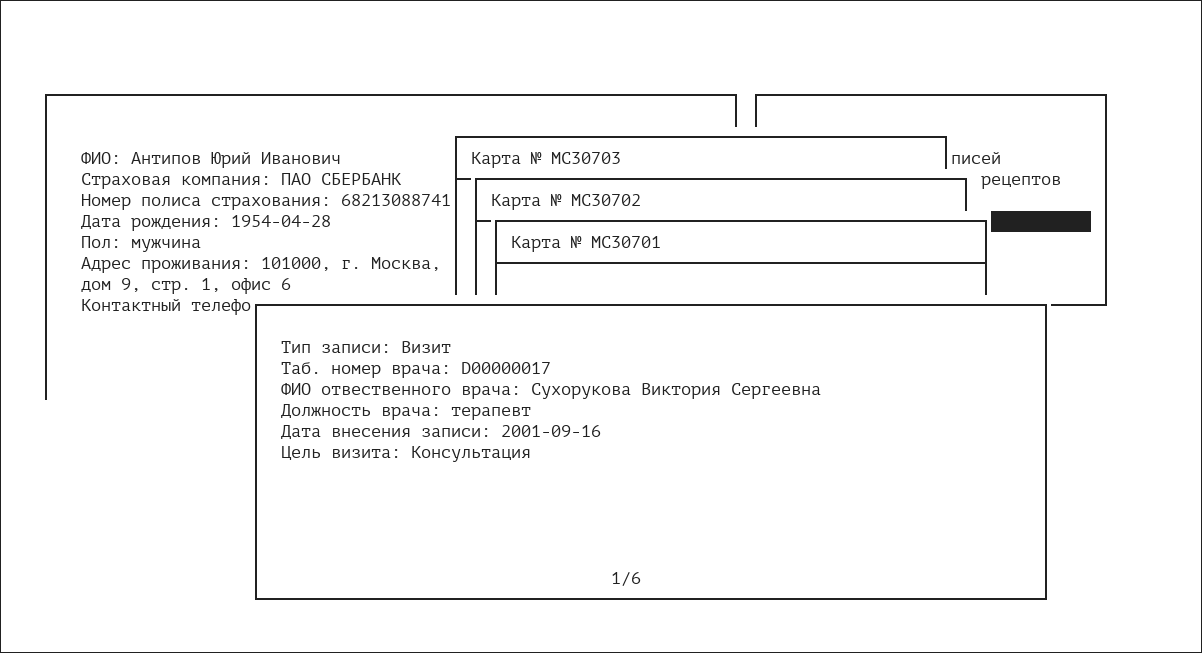 ФИО: Антипов Юрий Иванович
Страховая компания: ПАО СБЕРБАНК
Номер полиса страхования: 68213088741
Дата рождения: 1954-04-28
Пол: мужчина
Адрес проживания: 101000, г. Москва,
дом 9, стр. 1, офис 6
Контактный телефо
Карта № МС30703
Карта № МС30702
Карта № МС30701
писей
рецептов
Тип записи: Визит
Таб. номер врача: D00000017
ФИО отвественного врача: Сухорукова Виктория Сергеевна
Должность врача: терапевт
Дата внесения записи: 2001-09-16
Цель визита: Консультация
1/6